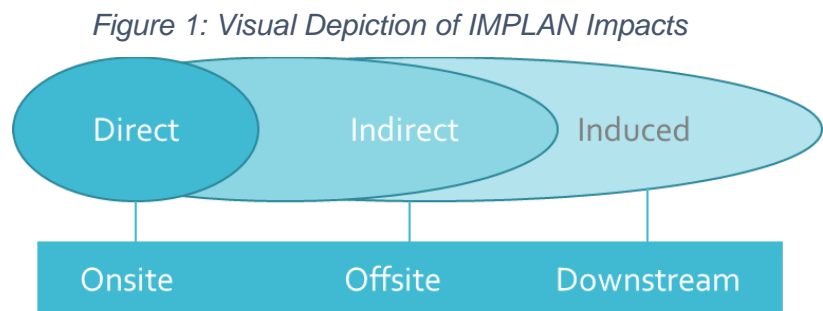 Figure 1: Visual Depiction of IMPLAN Impacts
Direct Indirect Induced
Onsite Offsite Downstream